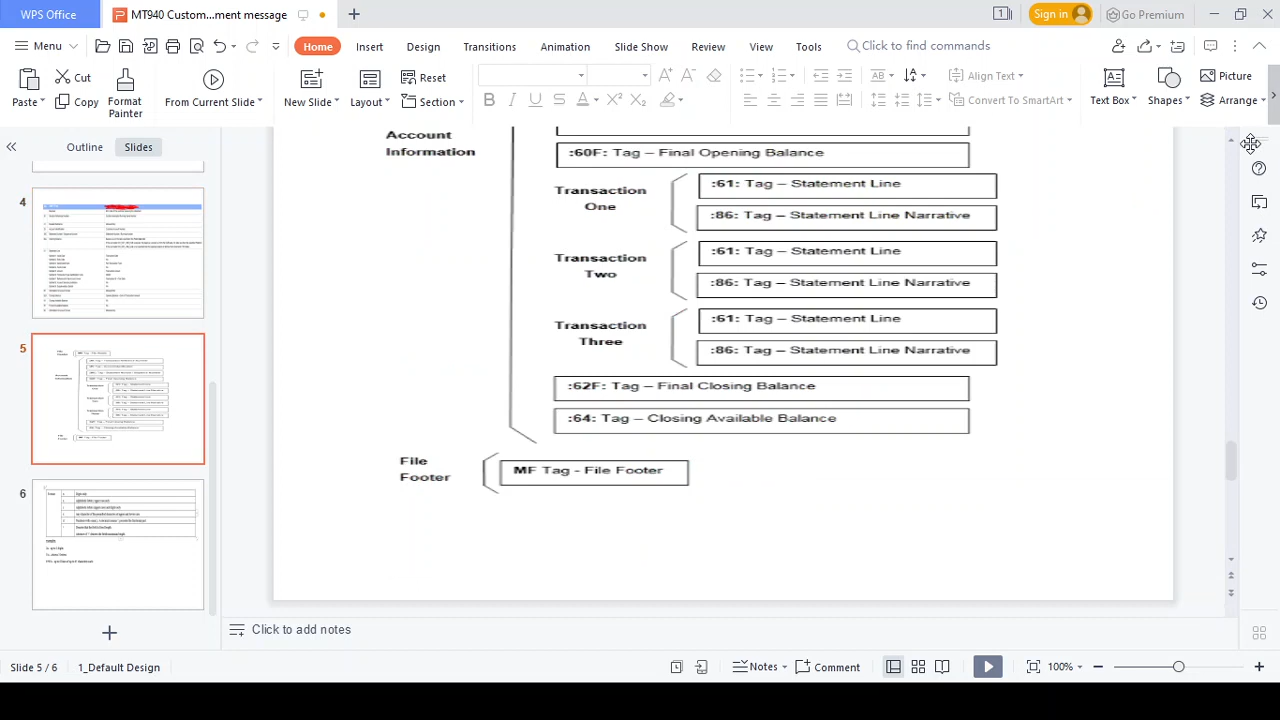 WPS Office
MT940 Custom...ment message
Sign in
Go Premium
Menu
Home
Insert
Design
Transitions
Animation
Slide Show
Review
View
Tools
Click to find commands
Paste
Cut
Copy
Format
Painter
From Current Slide
New Slide
Layout
Reset
Section
Align Text
Convert To SmartArt
Text Box
Shapes
Picture
Arrange
Outline
Slides
4
5
6
Account
Information
:60F: Tag – Final Opening Balance
Transaction
One
:61: Tag – Statement Line
:86: Tag – Statement Line Narrative
Transaction
Two
:61: Tag – Statement Line
:86: Tag – Statement Line Narrative
Transaction
Three
:61: Tag – Statement Line
:86: Tag – Statement Line Narrative
:62F: Tag – Final Closing Balance
:64: Tag – Closing Available Balance
File
Footer
MF Tag - File Footer
Click to add notes
Slide 5 / 6
1_Default Design
Notes
Comment
100%